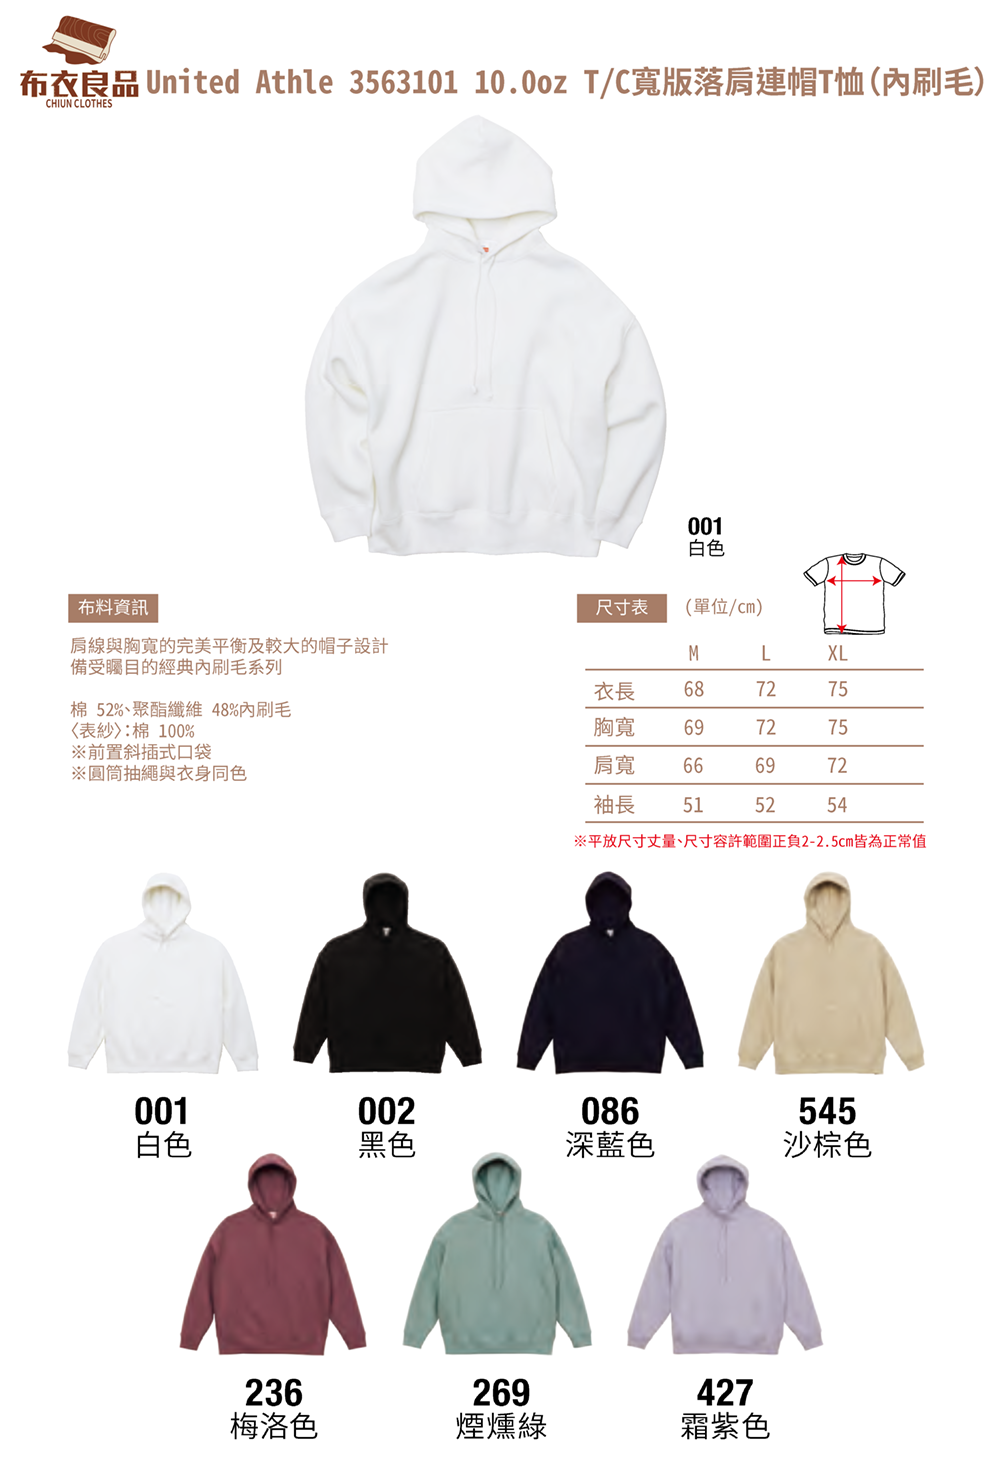 布衣良品
CHIUN CLOTHES
United Athle 3563101 10.0oz T/C寬版落肩連帽T恤(內刷毛)
001
白色
布料資訊
肩線與胸寬的完美平衡及較大的帽子設計
備受矚目的經典內刷毛系列
棉 52%、聚酯纖維 48%內刷毛
〈表紗〉:棉 100%
※前置斜插式口袋
※圓筒抽繩與衣身同色
尺寸表 (單位/cm)
M L XL
衣長 68 72 75
胸寬 69 72 75
肩寬 66 69 72
袖長 51 52 54
※平放尺寸丈量、尺寸容許範圍正負2-2.5cm皆為正常值
001 002 086 545
白色 黑色 深藍色 沙棕色
236 269 427
梅洛色 煙燻綠 霜紫色